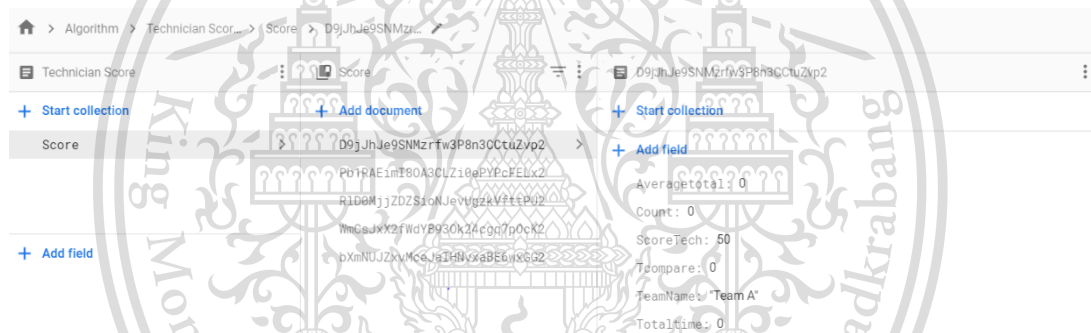 Algorithm > Technician Scor... > Score > D9jJhJe9SNMzr...
Technician Score
+ Start collection
Score
+ Add field
Score
+ Add document
D9jJhJe9SNMzrfw3P8n3CCtuZvp2
D9jJhJe9SNMzrfw3P8n3CCtuZvp2
+ Start collection
+ Add field
Averagetotal: 0
Count: 0
ScoreTech: 50
Tcompare: 0
TeamName: "Team A"
Totaltime: 0
King Mo
krabang